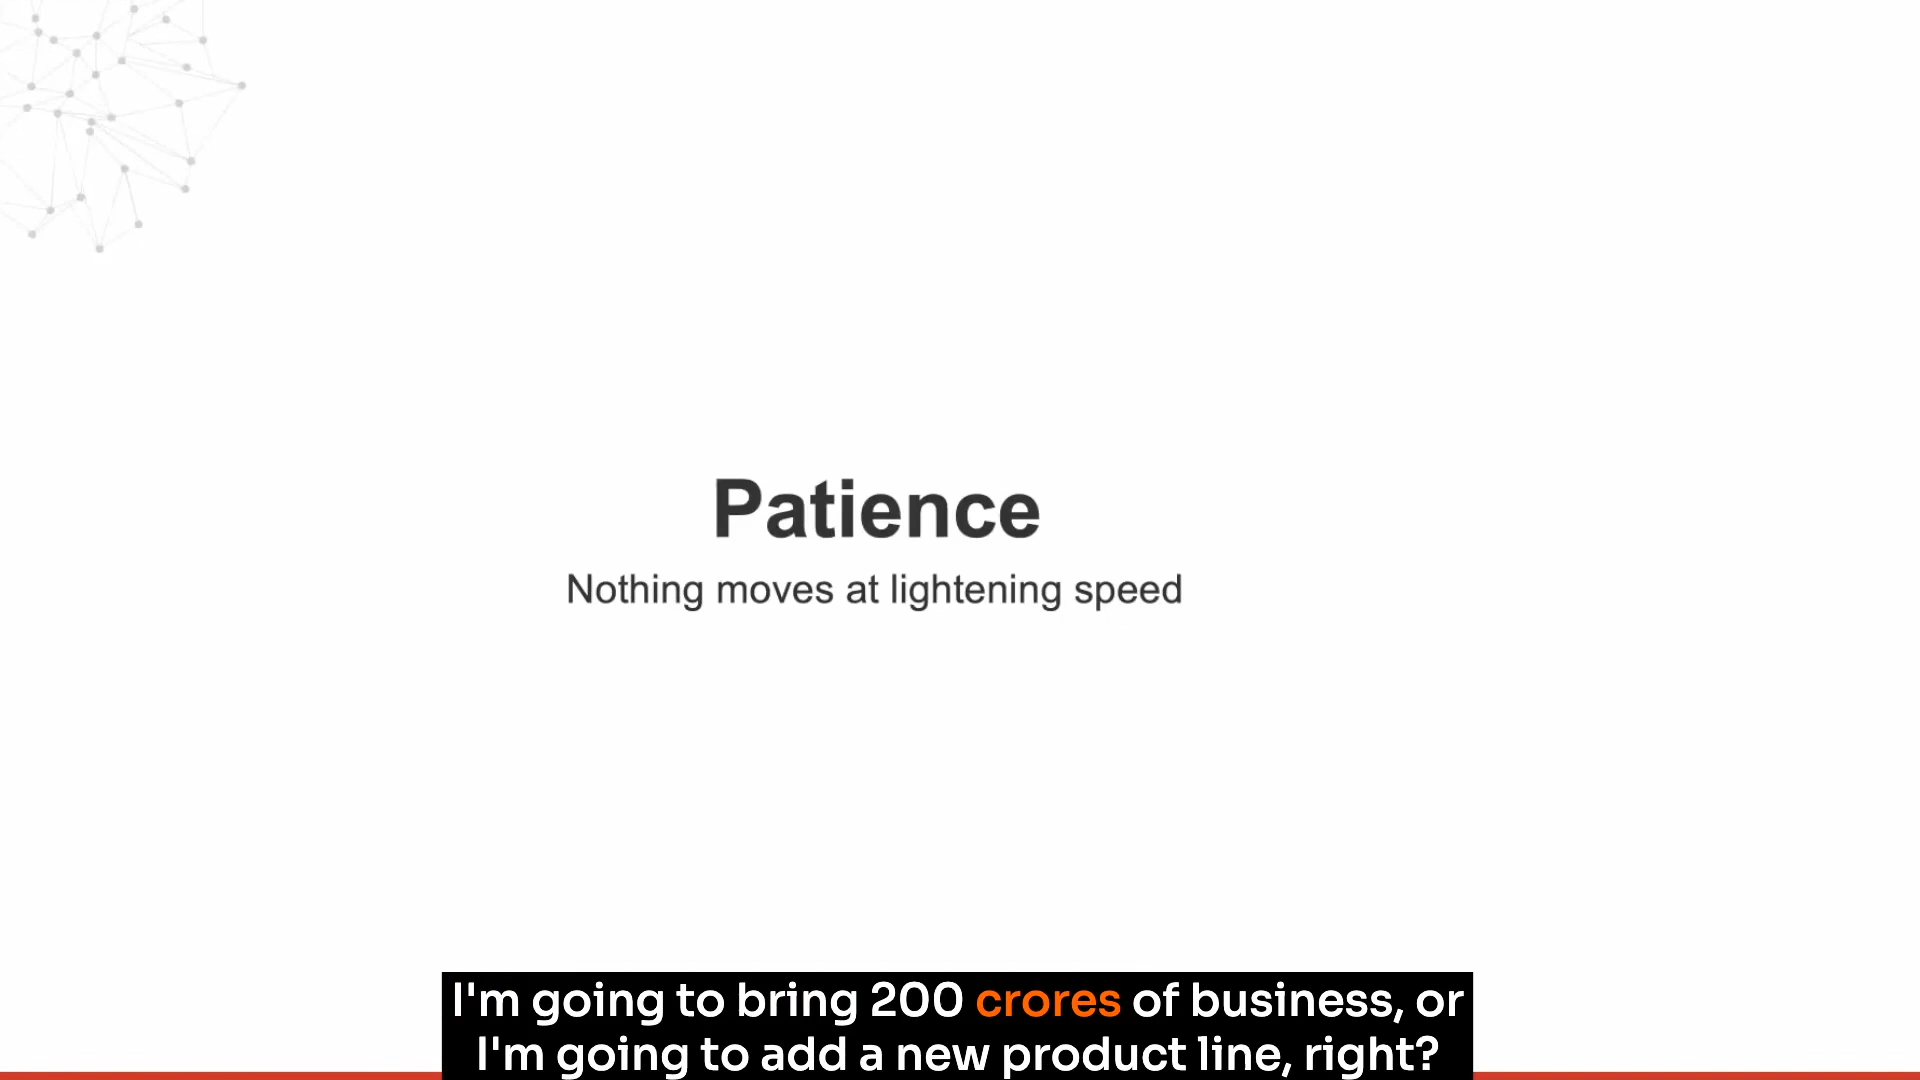 Patience
Nothing moves at lightening speed
I'm going to bring 200 crores of business, or
I'm going to add a new product line, right?